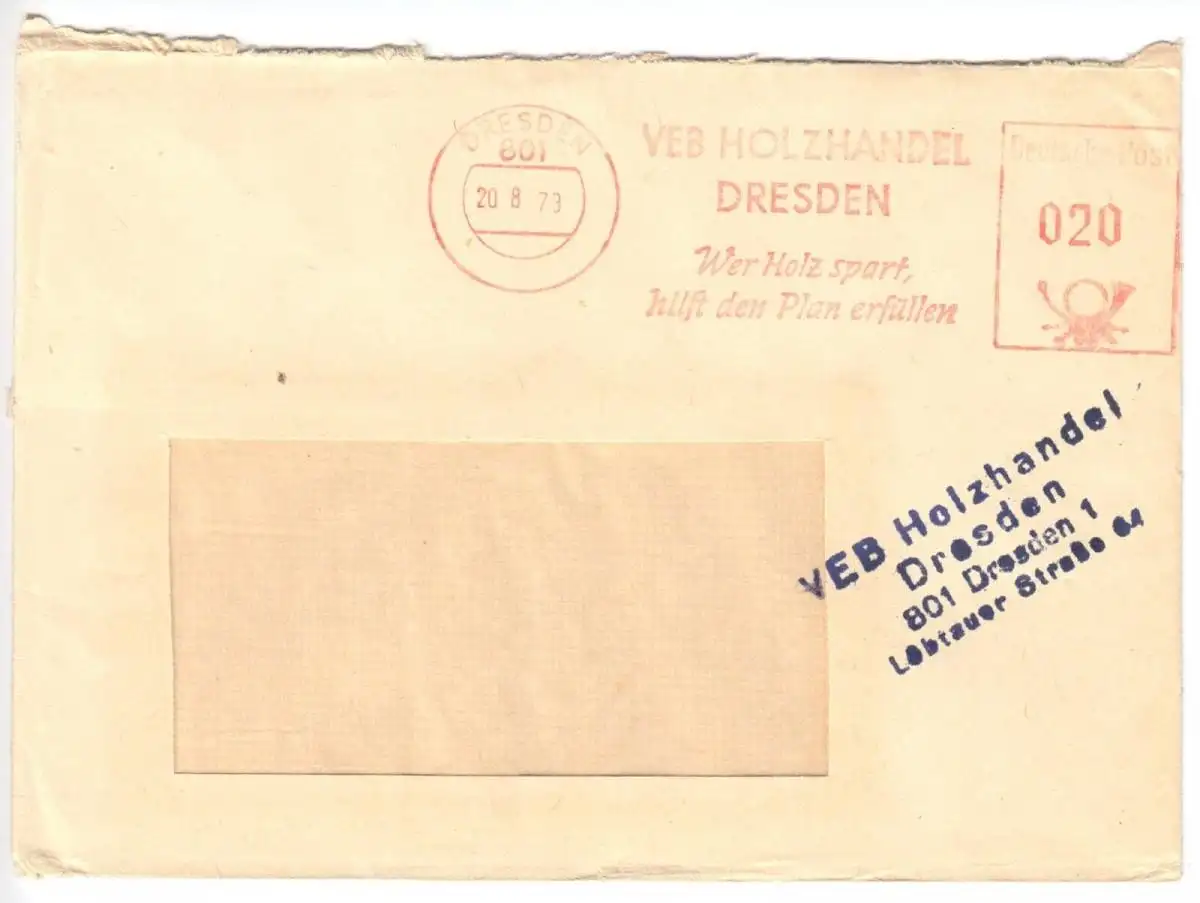 DRESDEN
801
20 8 79
VEB HOLZHANDEL
DRESDEN
Wer Holz spart,
hilft den Plan erfüllen
Deutsche Post
020
VEB Holzhandel
Dresden
801 Dresden 1
Löbtauer Straße 64